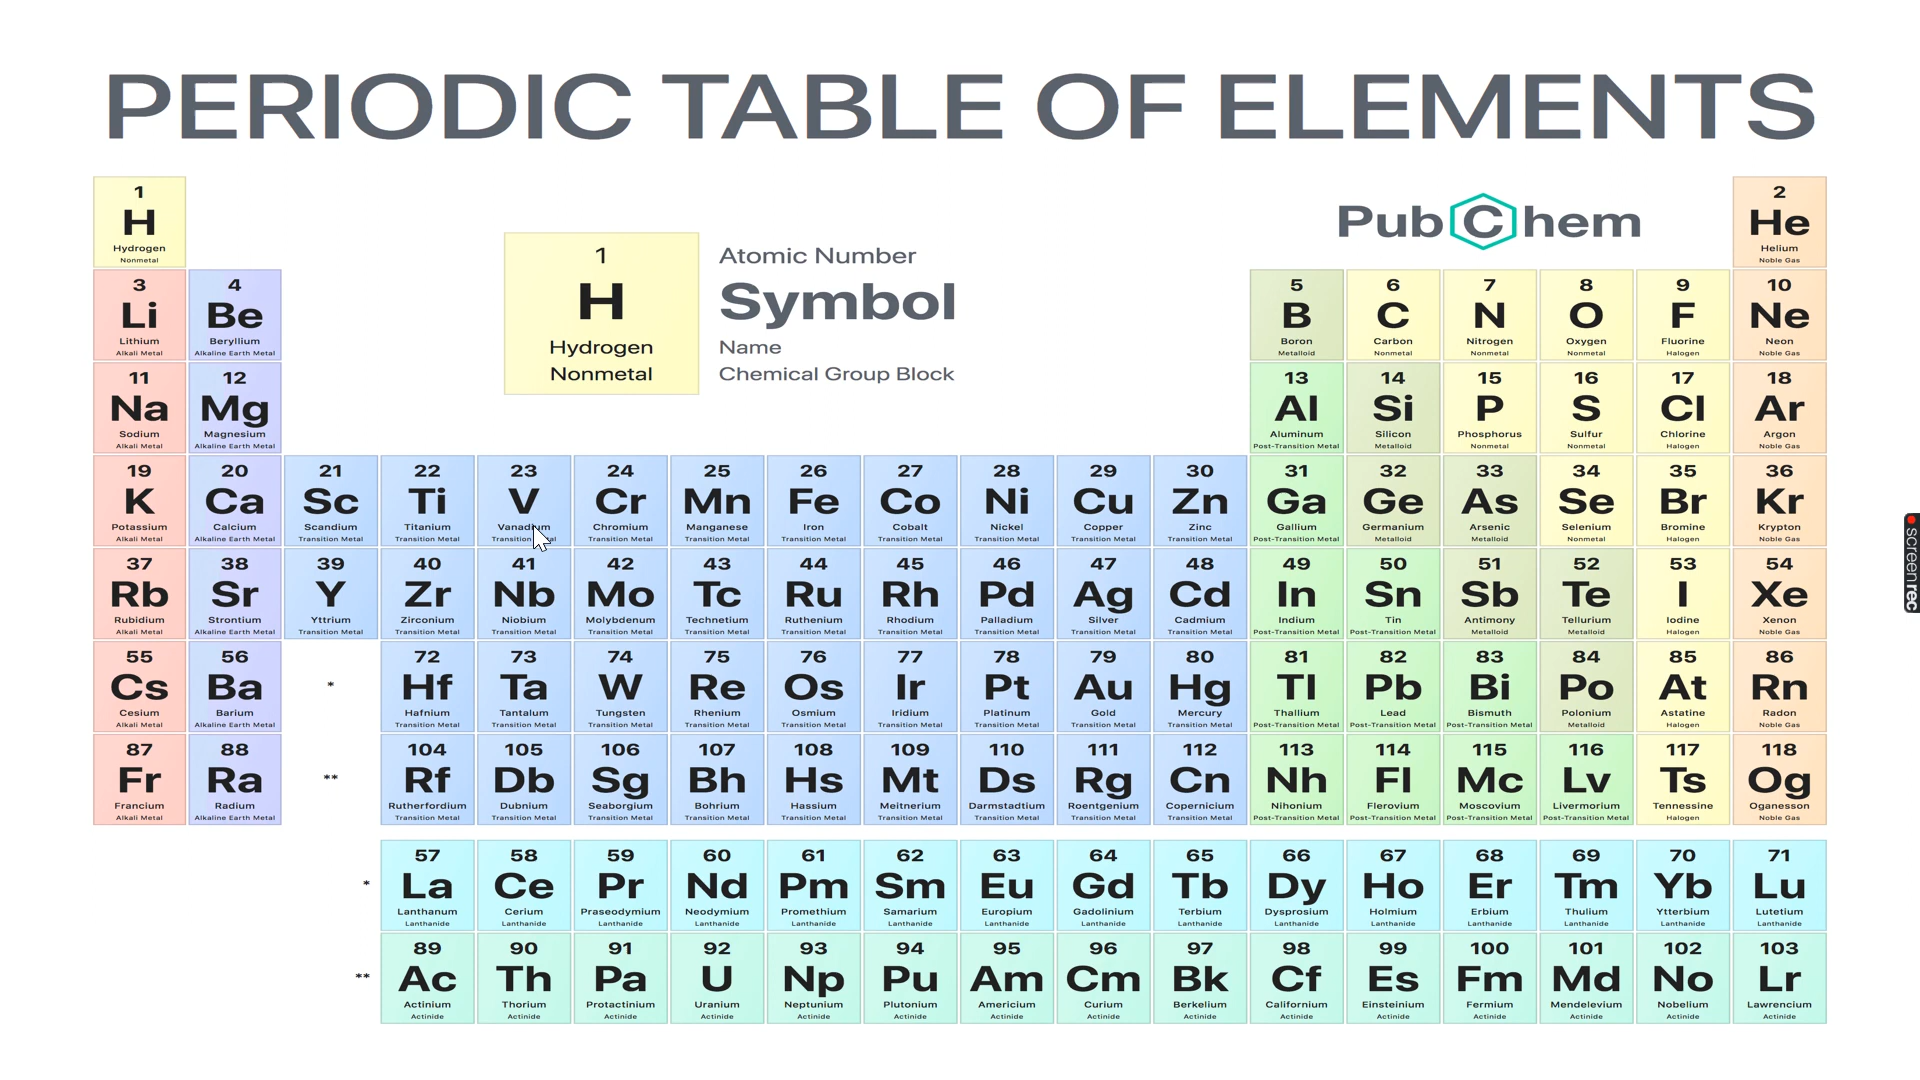 PERIODIC TABLE OF ELEMENTS
1
H
Hydrogen
Nonmetal
1
H
Hydrogen
Nonmetal
Atomic Number
Symbol
Name
Chemical Group Block
PubChem
2
He
Helium
Noble Gas
3 4 5 6 7 8 9 10
Li Be B C N O F Ne
Lithium Beryllium Boron Carbon Nitrogen Oxygen Fluorine Neon
Alkali Metal Alkaline Earth Metal Metalloid Nonmetal Nonmetal Nonmetal Halogen Noble Gas
11 12 13 14 15 16 17 18
Na Mg Al Si P S Cl Ar
Sodium Magnesium Aluminum Silicon Phosphorus Sulfur Chlorine Argon
Alkali Metal Alkaline Earth Metal Post-Transition Metal Metalloid Nonmetal Nonmetal Halogen Noble Gas
19 20 21 22 23 24 25 26 27 28 29 30 31 32 33 34 35 36
K Ca Sc Ti V Cr Mn Fe Co Ni Cu Zn Ga Ge As Se Br Kr
Potassium Calcium Scandium Titanium Vanadium Chromium Manganese Iron Cobalt Nickel Copper Zinc Gallium Germanium Arsenic Selenium Bromine Krypton
Alkali Metal Alkaline Earth Metal Transition Metal Transition Metal Transition Metal Transition Metal Transition Metal Transition Metal Transition Metal Transition Metal Transition Metal Transition Metal Post-Transition Metal Metalloid Metalloid Nonmetal Halogen Noble Gas
37 38 39 40 41 42 43 44 45 46 47 48 49 50 51 52 53 54
Rb Sr Y Zr Nb Mo Tc Ru Rh Pd Ag Cd In Sn Sb Te I Xe
Rubidium Strontium Yttrium Zirconium Niobium Molybdenum Technetium Ruthenium Rhodium Palladium Silver Cadmium Indium Tin Antimony Tellurium Iodine Xenon
Alkali Metal Alkaline Earth Metal Transition Metal Transition Metal Transition Metal Transition Metal Transition Metal Transition Metal Transition Metal Transition Metal Transition Metal Transition Metal Post-Transition Metal Post-Transition Metal Metalloid Metalloid Halogen Noble Gas
55 56 * 72 73 74 75 76 77 78 79 80 81 82 83 84 85 86
Cs Ba Hf Ta W Re Os Ir Pt Au Hg Tl Pb Bi Po At Rn
Cesium Barium Hafnium Tantalum Tungsten Rhenium Osmium Iridium Platinum Gold Mercury Thallium Lead Bismuth Polonium Astatine Radon
Alkali Metal Alkaline Earth Metal Transition Metal Transition Metal Transition Metal Transition Metal Transition Metal Transition Metal Transition Metal Transition Metal Transition Metal Post-Transition Metal Post-Transition Metal Post-Transition Metal Metalloid Halogen Noble Gas
87 88 ** 104 105 106 107 108 109 110 111 112 113 114 115 116 117 118
Fr Ra Rf Db Sg Bh Hs Mt Ds Rg Cn Nh Fl Mc Lv Ts Og
Francium Radium Rutherfordium Dubnium Seaborgium Bohrium Hassium Meitnerium Darmstadtium Roentgenium Copernicium Nihonium Flerovium Moscovium Livermorium Tennessine Oganesson
Alkali Metal Alkaline Earth Metal Transition Metal Transition Metal Transition Metal Transition Metal Transition Metal Transition Metal Transition Metal Transition Metal Transition Metal Post-Transition Metal Post-Transition Metal Post-Transition Metal Post-Transition Metal Halogen Noble Gas
* 57 58 59 60 61 62 63 64 65 66 67 68 69 70 71
La Ce Pr Nd Pm Sm Eu Gd Tb Dy Ho Er Tm Yb Lu
Lanthanum Cerium Praseodymium Neodymium Promethium Samarium Europium Gadolinium Terbium Dysprosium Holmium Erbium Thulium Ytterbium Lutetium
Lanthanide Lanthanide Lanthanide Lanthanide Lanthanide Lanthanide Lanthanide Lanthanide Lanthanide Lanthanide Lanthanide Lanthanide Lanthanide Lanthanide Lanthanide
** 89 90 91 92 93 94 95 96 97 98 99 100 101 102 103
Ac Th Pa U Np Pu Am Cm Bk Cf Es Fm Md No Lr
Actinium Thorium Protactinium Uranium Neptunium Plutonium Americium Curium Berkelium Californium Einsteinium Fermium Mendelevium Nobelium Lawrencium
Actinide Actinide Actinide Actinide Actinide Actinide Actinide Actinide Actinide Actinide Actinide Actinide Actinide Actinide Actinide
screenrec